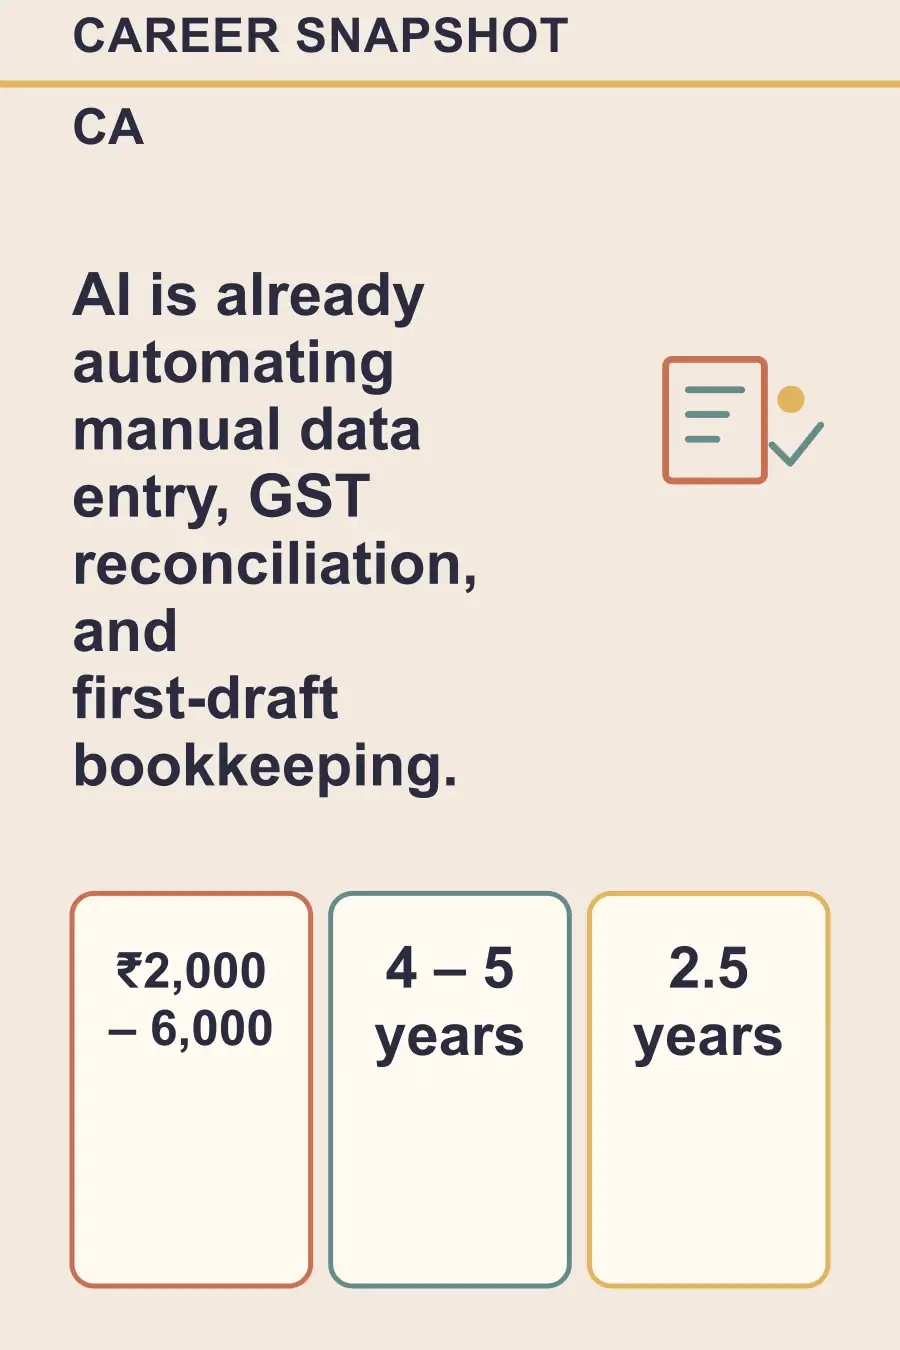 CAREER SNAPSHOT
CA
AI is already
automating
manual data
entry, GST
reconciliation,
and
first-draft
bookkeeping.
₹2,000
– 6,000
4 – 5
years
2.5
years